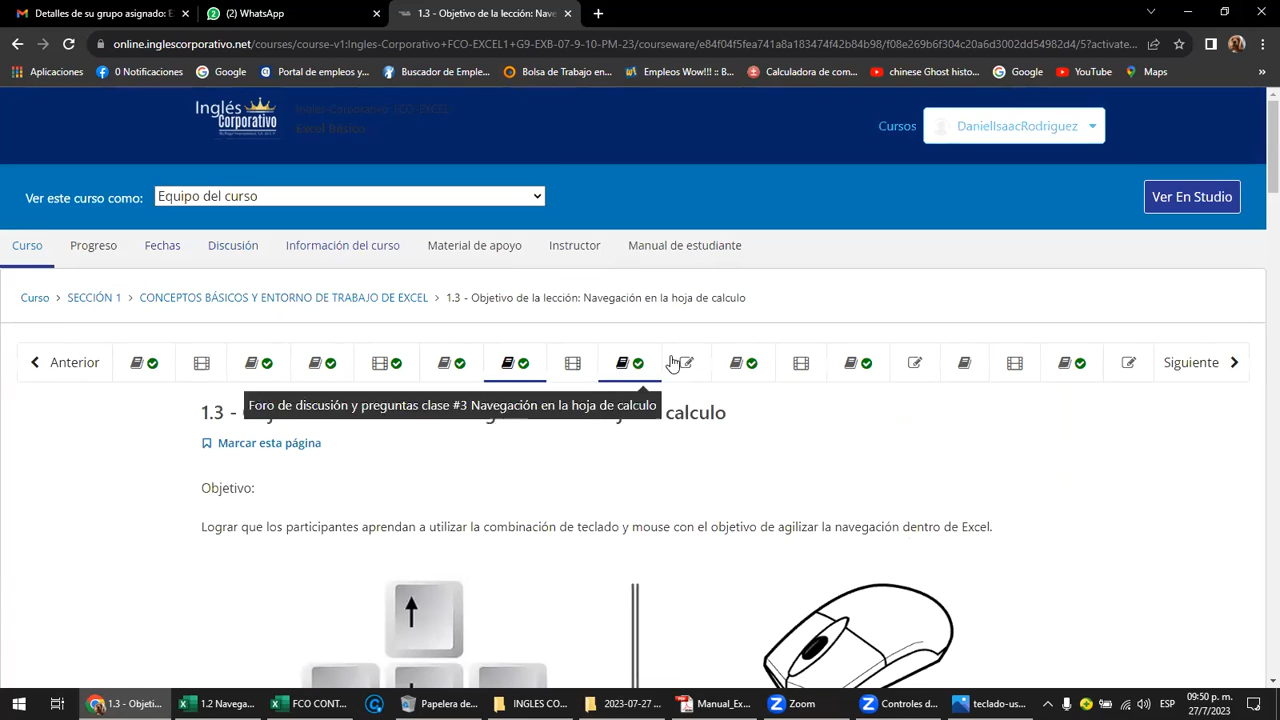 Detalles de su grupo asignado: E
(2) WhatsApp
1.3 - Objetivo de la lección: Nave
online.inglescorporativo.net/courses/course-v1:Ingles-Corporativo+FCO-EXCEL1+G9-EXB-07-9-10-PM-23/courseware/e84f04f5fea741a8a183474f42b84b98/f08e269b6f304c20a6d3002dd54982d4/5?activate...
Aplicaciones
0 Notificaciones
Google
Portal de empleos y...
Buscador de Empleo...
Bolsa de Trabajo en...
Empleos Wow!!! :: B...
Calculadora de com...
chinese Ghost histo...
Google
YouTube
Maps
Inglés
Corporativo
Ingles-Corporativo: FCO-EXCEL
Excel Básico
Cursos
DanielIsaacRodriguez
Ver este curso como:
Equipo del curso
Ver En Studio
Curso
Progreso
Fechas
Discusión
Información del curso
Material de apoyo
Instructor
Manual de estudiante
Curso > SECCIÓN 1 > CONCEPTOS BÁSICOS Y ENTORNO DE TRABAJO DE EXCEL > 1.3 - Objetivo de la lección: Navegación en la hoja de calculo
Anterior
Siguiente
Foro de discusión y preguntas clase #3 Navegación en la hoja de calculo
1.3 - calculo
Marcar esta página
Objetivo:
Lograr que los participantes aprendan a utilizar la combinación de teclado y mouse con el objetivo de agilizar la navegación dentro de Excel.
1.3 - Objeti...
1.2 Navega...
FCO CONT...
Papelera de...
INGLES CO...
2023-07-27 ...
Manual_Ex...
Zoom
Controles d...
teclado-us...
ESP
09:50 p. m.
27/7/2023